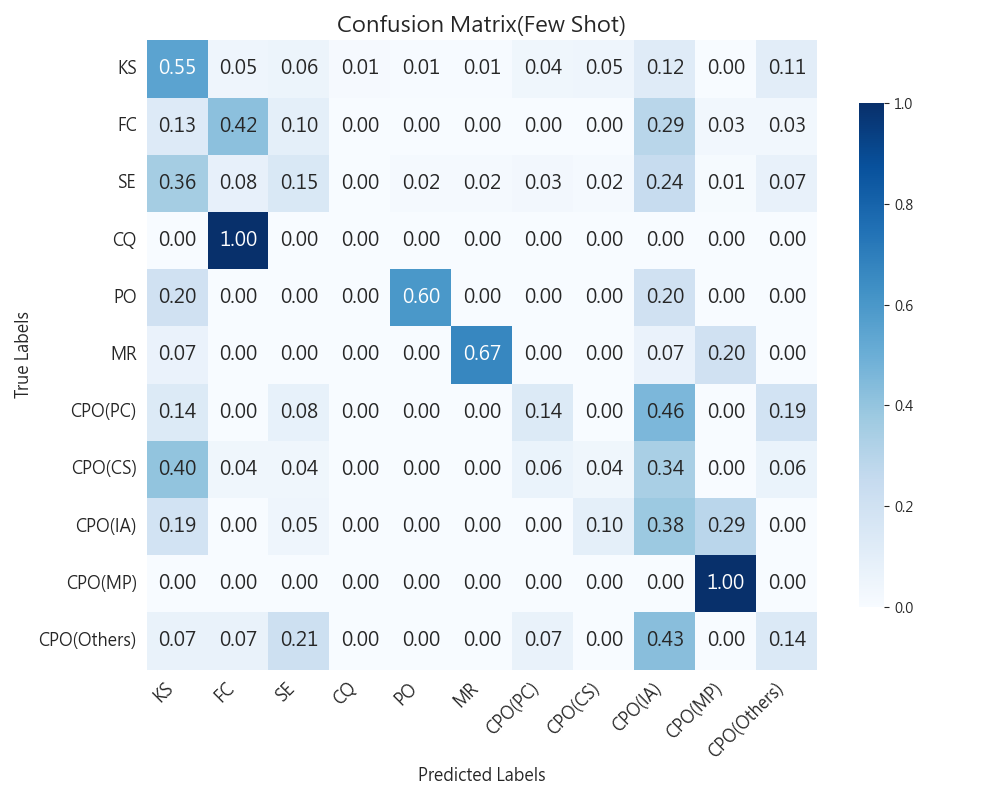 Confusion Matrix(Few Shot)
KS 0.55 0.05 0.06 0.01 0.01 0.01 0.04 0.05 0.12 0.00 0.11
FC 0.13 0.42 0.10 0.00 0.00 0.00 0.00 0.00 0.29 0.03 0.03
SE 0.36 0.08 0.15 0.00 0.02 0.02 0.03 0.02 0.24 0.01 0.07
CQ 0.00 1.00 0.00 0.00 0.00 0.00 0.00 0.00 0.00 0.00 0.00
PO 0.20 0.00 0.00 0.00 0.60 0.00 0.00 0.00 0.20 0.00 0.00
MR 0.07 0.00 0.00 0.00 0.00 0.67 0.00 0.00 0.07 0.20 0.00
CPO(PC) 0.14 0.00 0.08 0.00 0.00 0.00 0.14 0.00 0.46 0.00 0.19
CPO(CS) 0.40 0.04 0.04 0.00 0.00 0.00 0.06 0.04 0.34 0.00 0.06
CPO(IA) 0.19 0.00 0.05 0.00 0.00 0.00 0.00 0.10 0.38 0.29 0.00
CPO(MP) 0.00 0.00 0.00 0.00 0.00 0.00 0.00 0.00 0.00 1.00 0.00
CPO(Others) 0.07 0.07 0.21 0.00 0.00 0.00 0.07 0.00 0.43 0.00 0.14
KS FC SE CQ PO MR CPO(PC) CPO(CS) CPO(IA) CPO(MP) CPO(Others)
Predicted Labels
True Labels
1.0
0.8
0.6
0.4
0.2
0.0